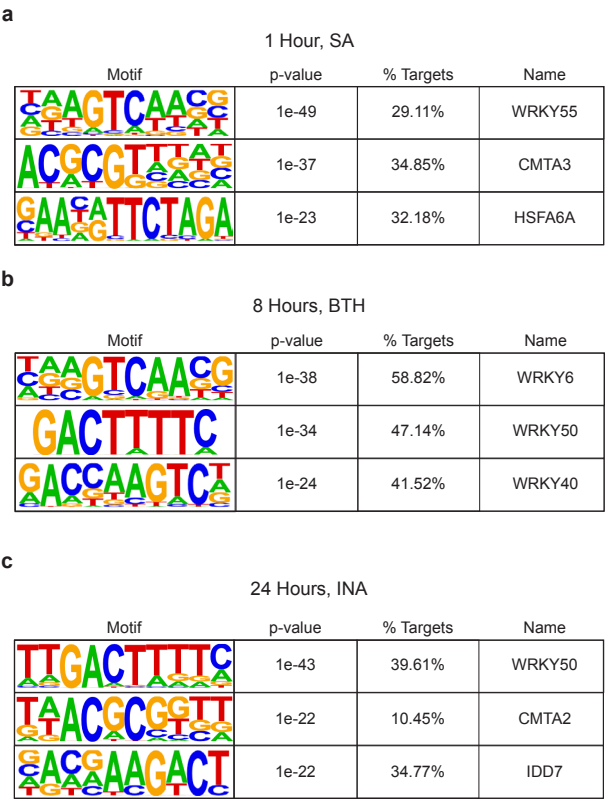 a
1 Hour, SA
Motif p-value % Targets Name
1e-49 29.11% WRKY55
1e-37 34.85% CMTA3
1e-23 32.18% HSFA6A
b
8 Hours, BTH
Motif p-value % Targets Name
1e-38 58.82% WRKY6
GACTTTTC 1e-34 47.14% WRKY50
1e-24 41.52% WRKY40
c
24 Hours, INA
Motif p-value % Targets Name
TTGACTTTTC 1e-43 39.61% WRKY50
1e-22 10.45% CMTA2
1e-22 34.77% IDD7